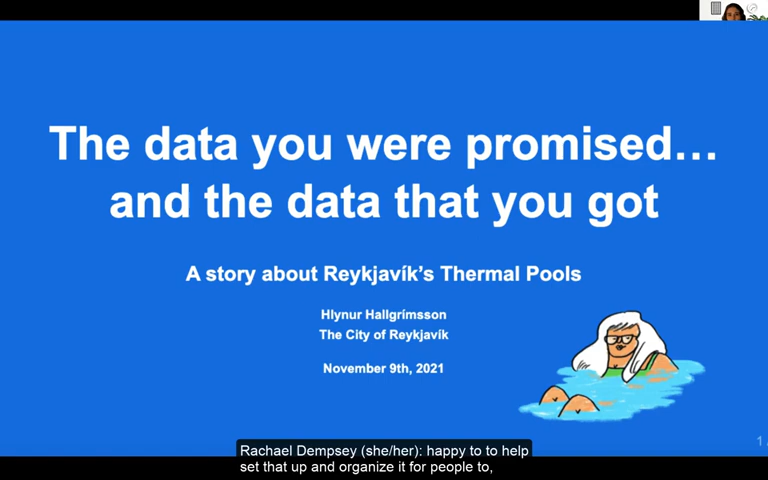 The data you were promised…
and the data that you got
A story about Reykjavík's Thermal Pools
Hlynur Hallgrímsson
The City of Reykjavík
November 9th, 2021
1
Rachael Dempsey (she/her): happy to to help
set that up and organize it for people to,